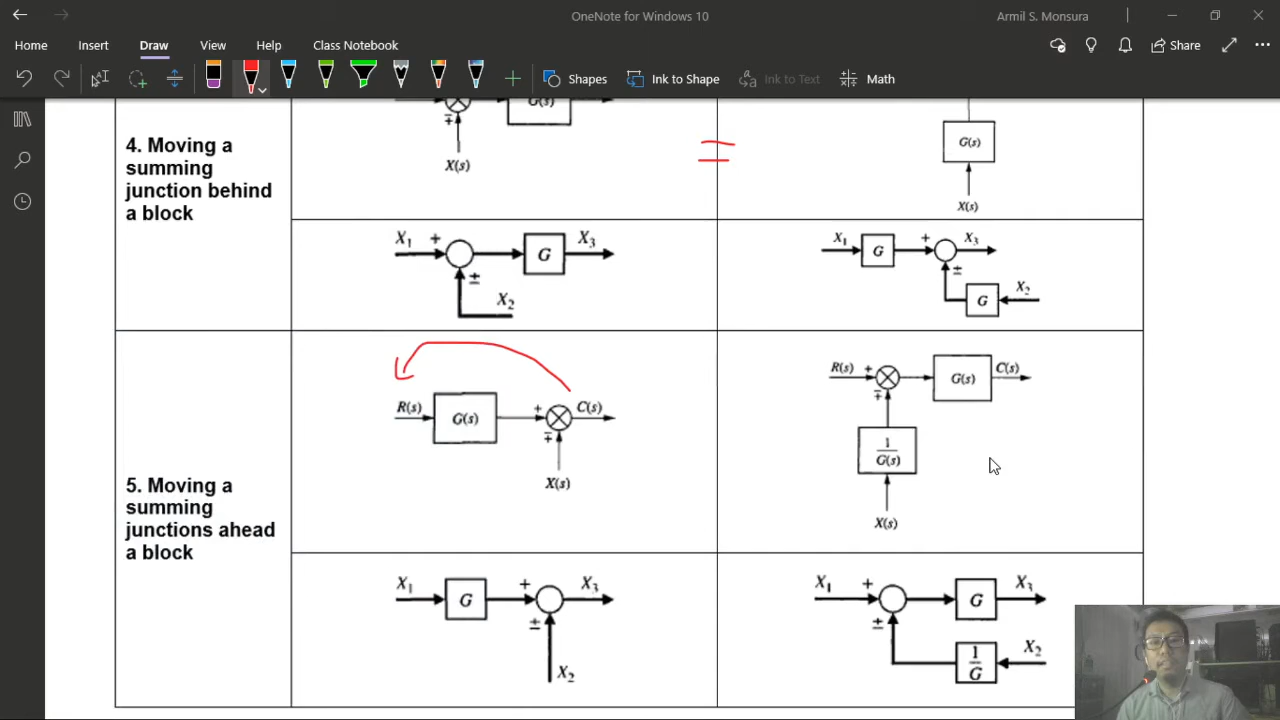 OneNote for Windows 10
Armil S. Monsura
Home Insert Draw View Help Class Notebook
Share
Shapes
Ink to Shape
Ink to Text
Math
4. Moving a
summing
junction behind
a block
∓
G(s)
X(s)
=
G(s)
X(s)
X₁ + G X₃
±
X₂
X₁ G + X₃
±
G X₂
5. Moving a
summing
junctions ahead
a block
R(s) G(s) + C(s)
∓
X(s)
R(s) + G(s) C(s)
∓
1
G(s)
X(s)
X₁ G + X₃
±
X₂
X₁ + G X₃
±
1
G
X₂